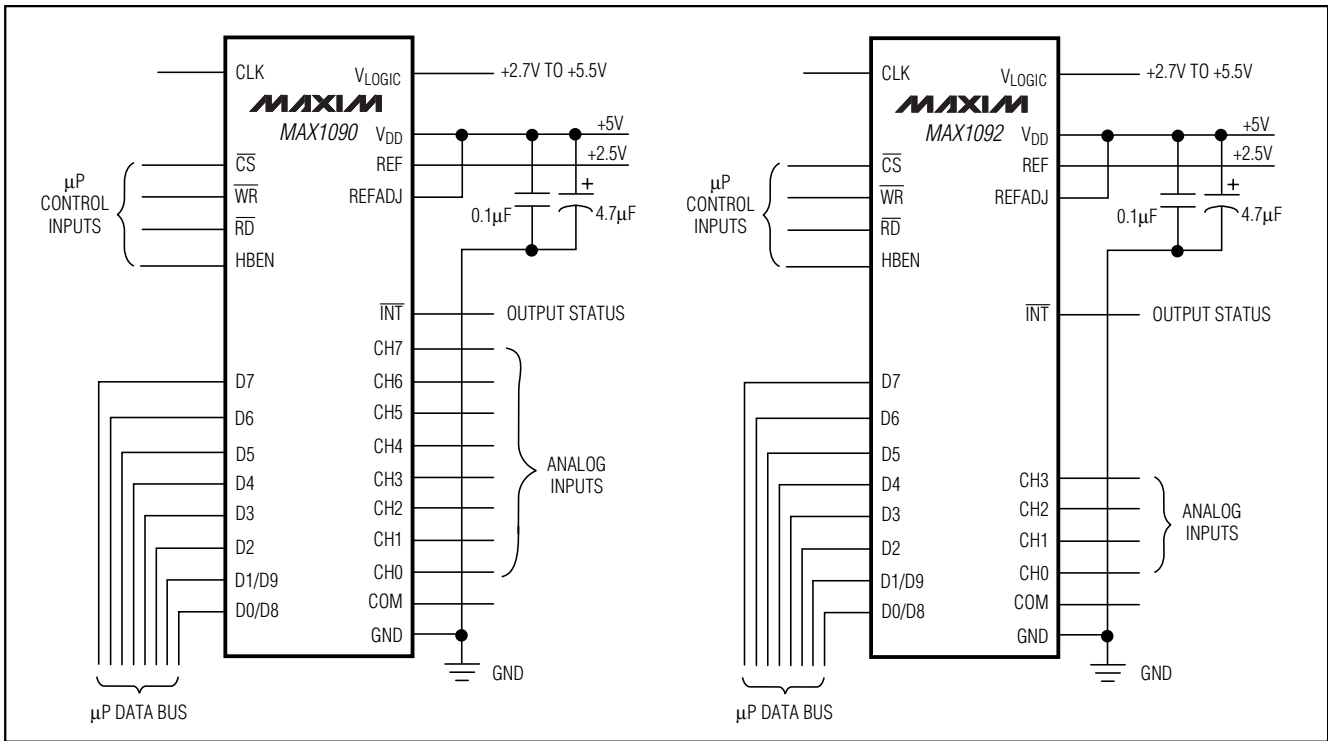 CLK
V_LOGIC
+2.7V TO +5.5V
MAXIM
MAX1090
V_DD
+5V
CS
REF
+2.5V
µP
CONTROL
INPUTS
WR
REFADJ
+
RD
0.1µF
4.7µF
HBEN
INT
OUTPUT STATUS
CH7
D7
CH6
D6
CH5
D5
CH4
D4
CH3
ANALOG
INPUTS
D3
CH2
D2
CH1
D1/D9
CH0
D0/D8
COM
GND
GND
µP DATA BUS
CLK
V_LOGIC
+2.7V TO +5.5V
MAXIM
MAX1092
V_DD
+5V
CS
REF
+2.5V
µP
CONTROL
INPUTS
WR
REFADJ
+
RD
0.1µF
4.7µF
HBEN
INT
OUTPUT STATUS
D7
D6
D5
D4
CH3
D3
CH2
ANALOG
INPUTS
D2
CH1
D1/D9
CH0
D0/D8
COM
GND
GND
µP DATA BUS